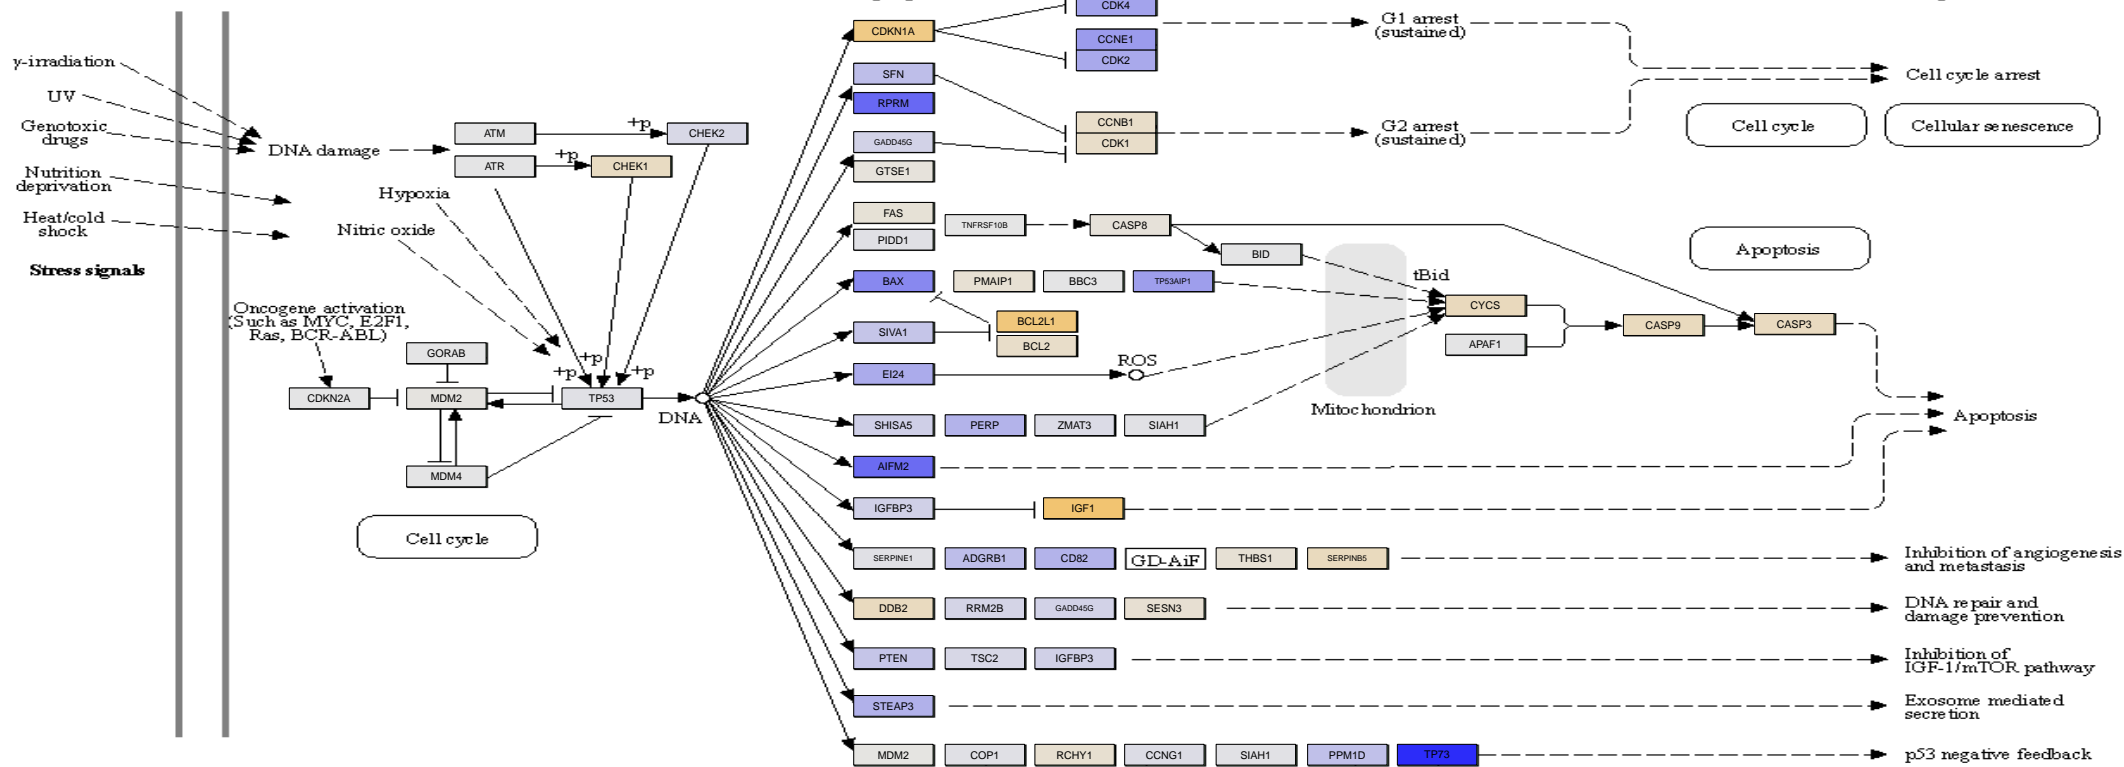 CDK4
CDKN1A
G1 arrest
(sustained)
CCNE1
CDK2
γ-irradiation
SFN
Cell cycle arrest
UV
RPRM
Genotoxic
drugs
ATM
+p
CHEK2
CCNB1
G2 arrest
(sustained)
Cell cycle
Cellular senescence
DNA damage
GADD45G
CDK1
ATR
+p
CHEK1
GTSE1
Nutrition
deprivation
Hypoxia
Heat/cold
shock
Nitric oxide
FAS
TNFRSF10B
CASP8
PIDD1
BID
Apoptosis
Stress signals
BAX
PMAIP1
BBC3
TP53AIP1
tBid
CYCS
Oncogene activation
(Such as MYC, E2F1,
Ras, BCR-ABL)
BCL2L1
SIVA1
BCL2
CASP9
CASP3
APAF1
GORAB
+p
+p
+p
EI24
ROS
CDKN2A
MDM2
TP53
DNA
Mitochondrion
SHISA5
PERP
ZMAT3
SIAH1
Apoptosis
MDM4
AIFM2
IGFBP3
IGF1
Cell cycle
SERPINE1
ADGRB1
CD82
GD-AiF
THBS1
SERPINB5
Inhibition of angiogenesis
and metastasis
DDB2
RRM2B
GADD45G
SESN3
DNA repair and
damage prevention
PTEN
TSC2
IGFBP3
Inhibition of
IGF-1/mTOR pathway
STEAP3
Exosome mediated
secretion
MDM2
COP1
RCHY1
CCNG1
SIAH1
PPM1D
TP73
p53 negative feedback